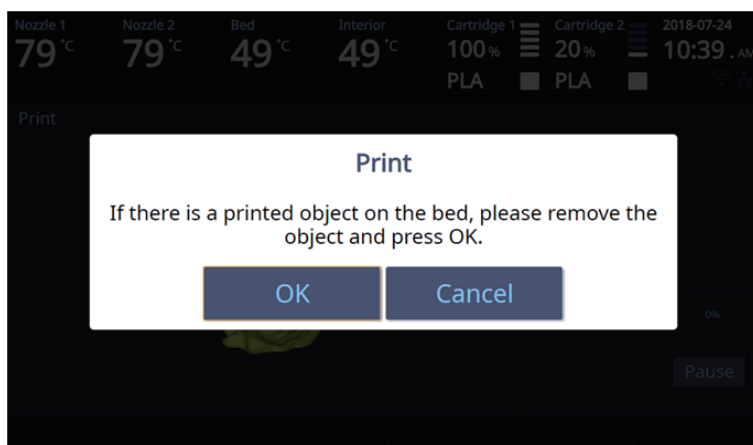 Nozzle 1 Nozzle 2 Bed Interior Cartridge 1 Cartridge 2 2018-07-24
79 °C 79 °C 49 °C 49 °C 100 % 20 % 10:39 . AM
PLA PLA
Print
Print
If there is a printed object on the bed, please remove the
object and press OK.
OK Cancel
0%
Pause